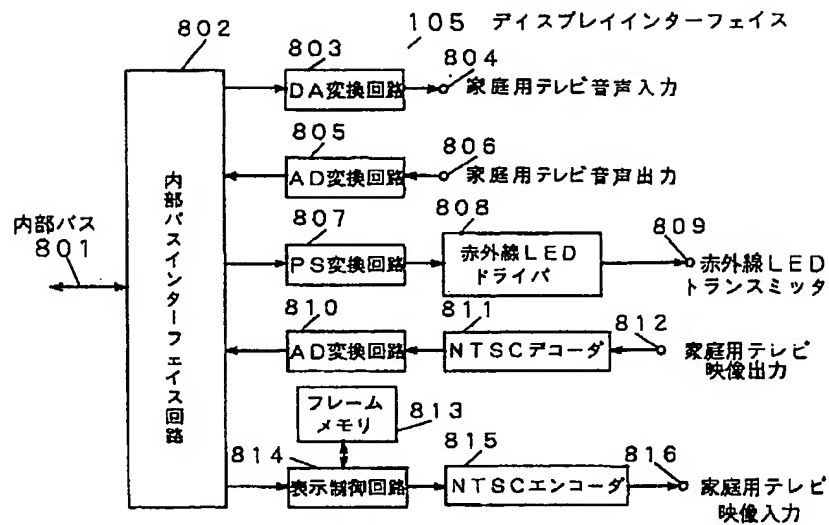 802
105 ディスプレイインターフェイス
803
804
DA変換回路
家庭用テレビ音声入力
805
806
AD変換回路
家庭用テレビ音声出力
内部バス
801
内部バスインターフェイス回路
807
808
809
PS変換回路
赤外線LED
ドライバ
赤外線LED
トランスミッタ
810
811
812
AD変換回路
NTSCデコーダ
家庭用テレビ
映像出力
フレーム
メモリ
813
814
815
816
表示制御回路
NTSCエンコーダ
家庭用テレビ
映像入力